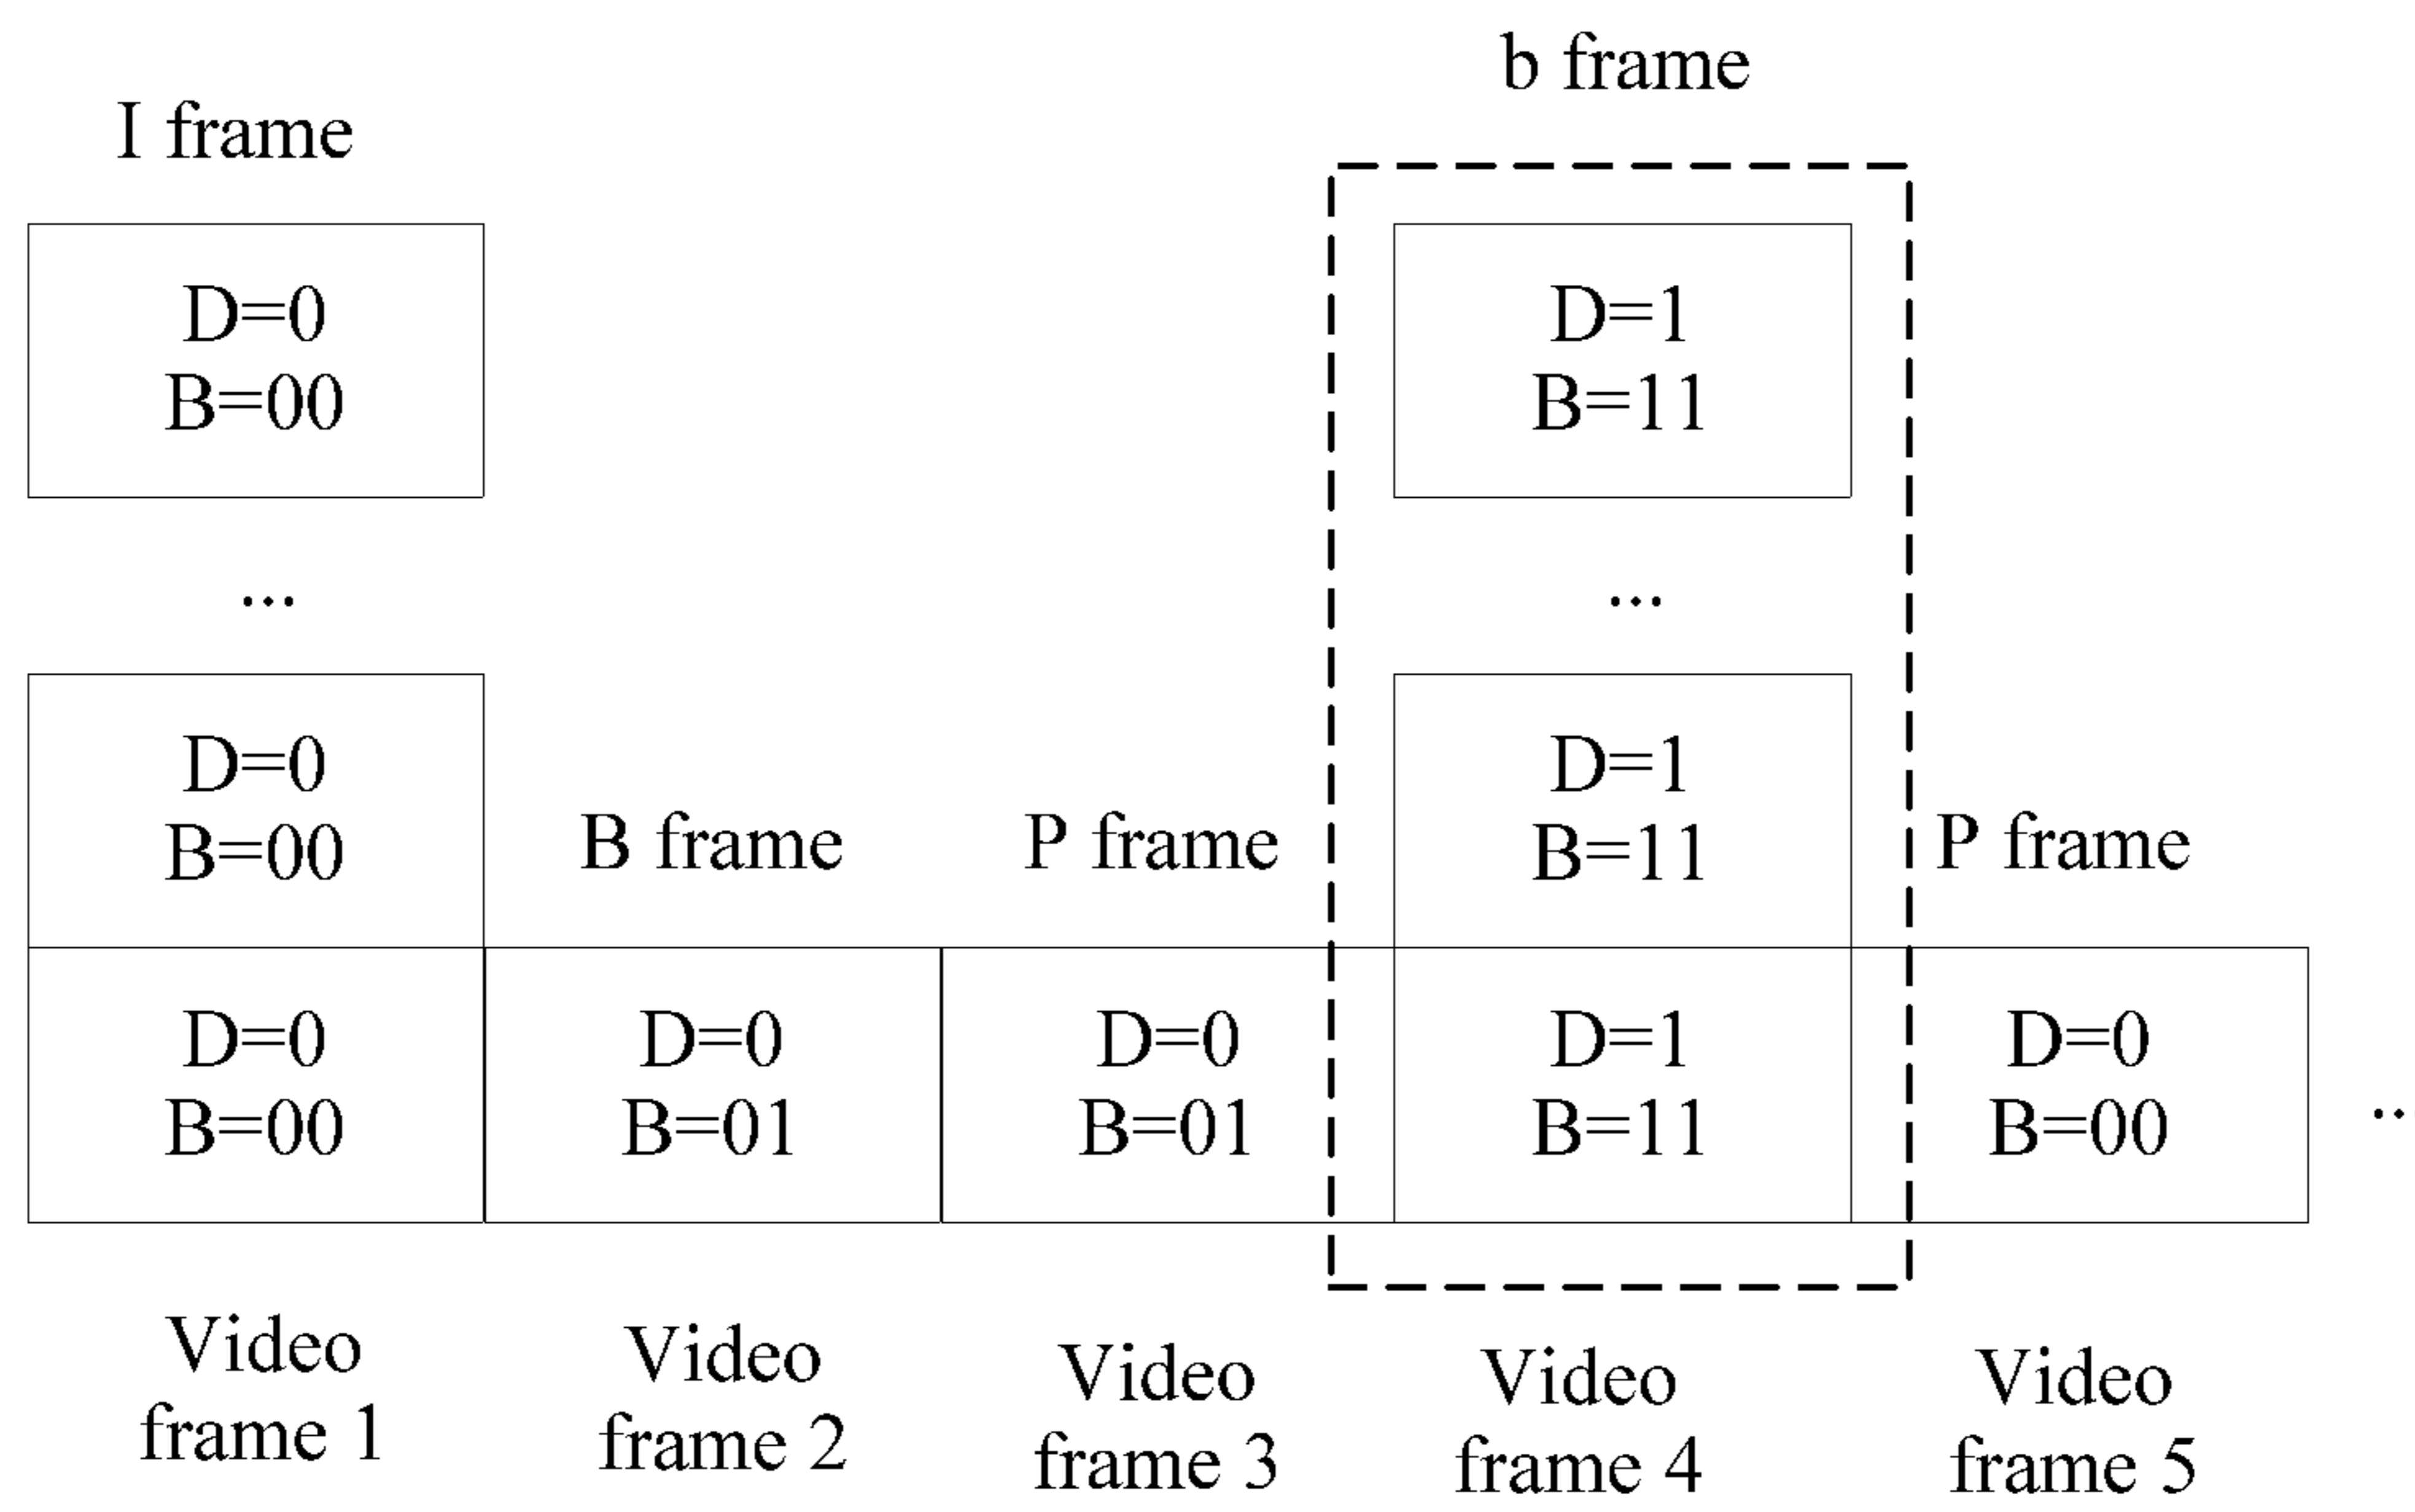 b frame
I frame
D=0
B=00
D=1
B=11
...
...
D=0
B=00
D=1
B=11
B frame
P frame
P frame
D=0
B=00
D=0
B=01
D=0
B=01
D=1
B=11
D=0
B=00
..
Video
frame 1
Video
frame 2
Video
frame 3
Video
frame 4
Video
frame 5